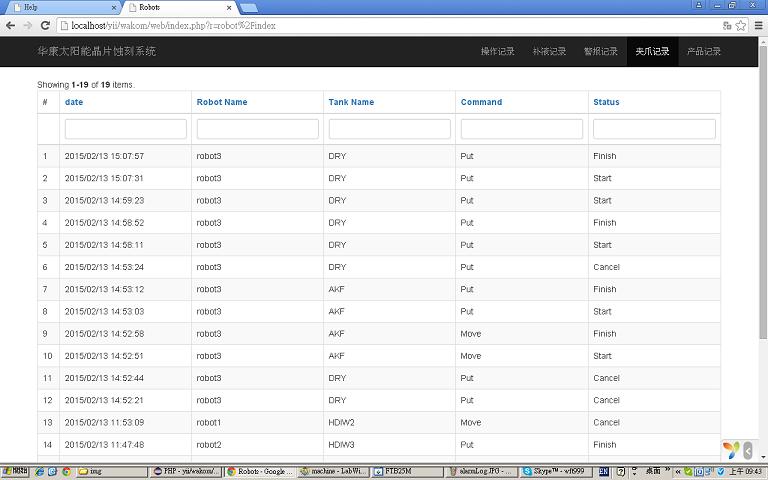 Help
Robots
localhost/yii/wakom/web/index.php?r=robot%2Findex
华康太阳能晶片蚀刻系统 操作记录 补液记录 警报记录 夹爪记录 产品记录
Showing 1-19 of 19 items.
# date Robot Name Tank Name Command Status
1 2015/02/13 15:07:57 robot3 DRY Put Finish
2 2015/02/13 15:07:31 robot3 DRY Put Start
3 2015/02/13 14:59:23 robot3 DRY Put Start
4 2015/02/13 14:58:52 robot3 DRY Put Finish
5 2015/02/13 14:58:11 robot3 DRY Put Start
6 2015/02/13 14:53:24 robot3 DRY Put Cancel
7 2015/02/13 14:53:12 robot3 AKF Put Finish
8 2015/02/13 14:53:03 robot3 AKF Put Start
9 2015/02/13 14:52:58 robot3 AKF Move Finish
10 2015/02/13 14:52:51 robot3 AKF Move Start
11 2015/02/13 14:52:44 robot3 DRY Put Cancel
12 2015/02/13 14:52:21 robot3 DRY Put Cancel
13 2015/02/13 11:53:09 robot1 HDIW2 Move Cancel
14 2015/02/13 11:47:48 robot2 HDIW3 Put Finish
開始 img PHP - yii/wakom/... Robots - Google ... machine - LabWi... FTB25M alarmLog.JPG - ... Skype™ - wft999 EN 桌面 » « 上午 09:43